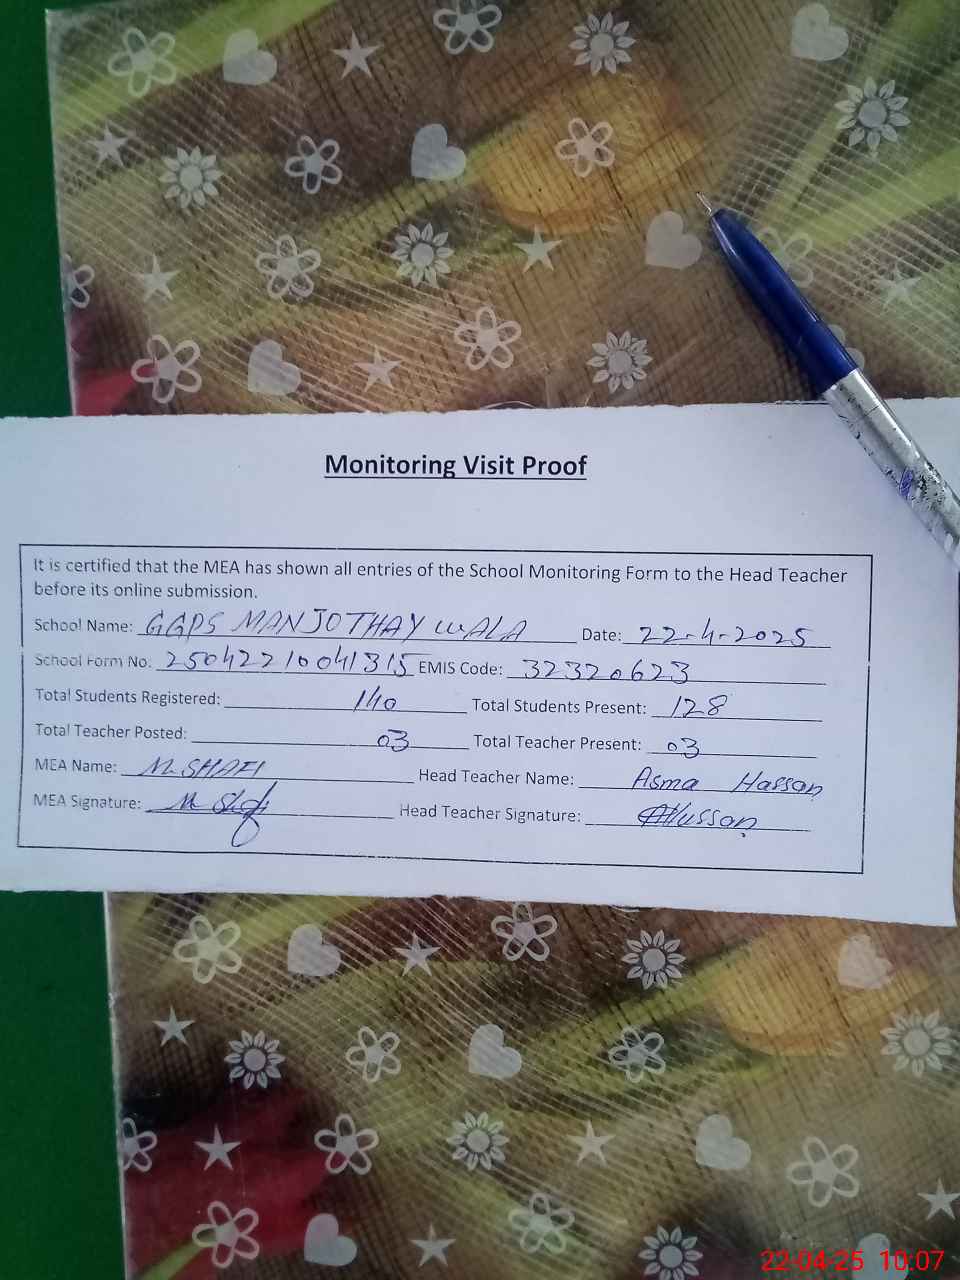 Monitoring Visit Proof
It is certified that the MEA has shown all entries of the School Monitoring Form to the Head Teacher
before its online submission.
School Name: GGPS MANJOTHAY WALA Date: 22-4-2025
School Form No: 25042210041315 EMIS Code: 32320623
Total Students Registered: 140 Total Students Present: 128
Total Teacher Posted: 03 Total Teacher Present: 03
MEA Name: M. SHAFI Head Teacher Name: Asma Hassan
MEA Signature: M Shafi Head Teacher Signature: AHussan
22-04-25 10:07